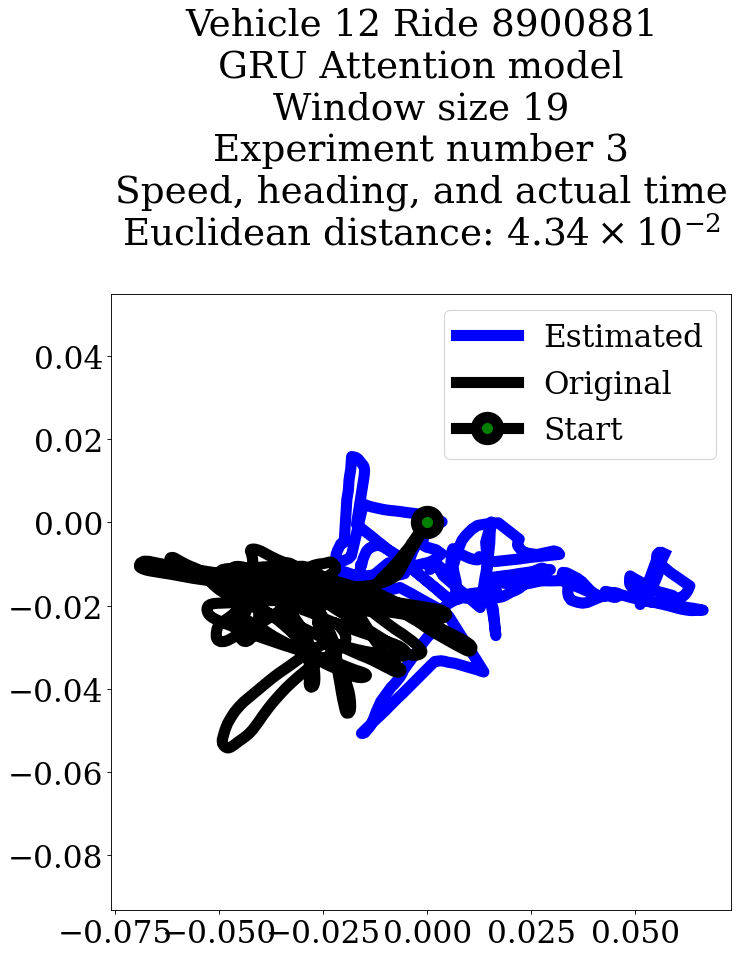 Vehicle 12 Ride 8900881
GRU Attention model
Window size 19
Experiment number 3
Speed, heading, and actual time
Euclidean distance: 4.34 × 10⁻²
Estimated
Original
Start
0.04
0.02
0.00
−0.02
−0.04
−0.06
−0.08
−0.075 −0.050 −0.025 0.000 0.025 0.050